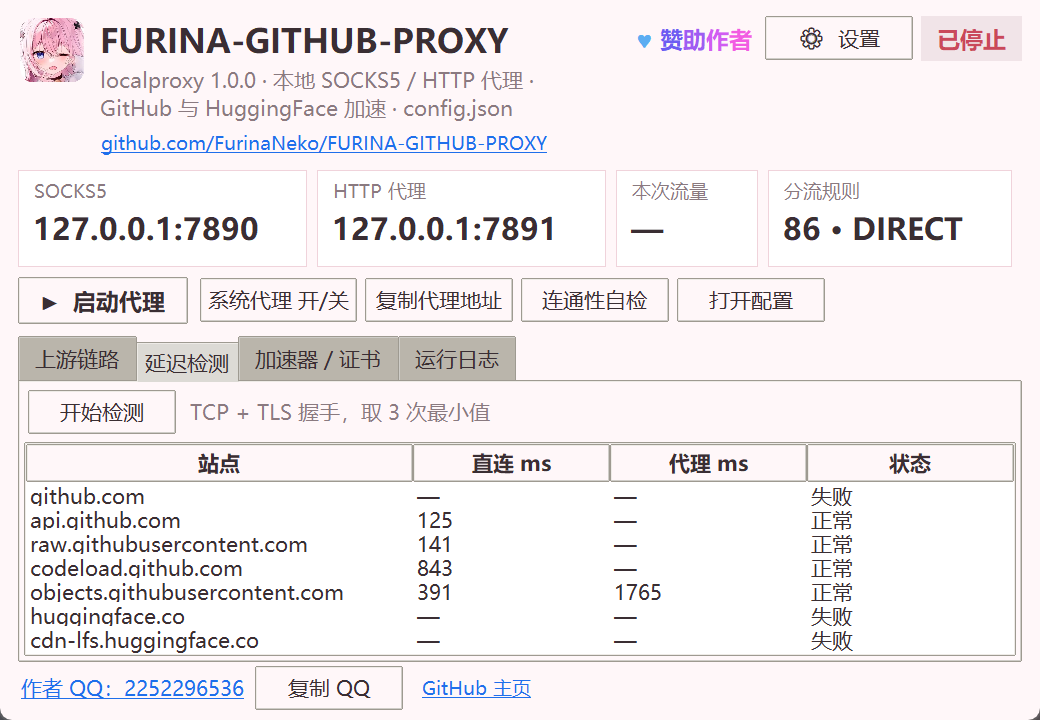 FURINA-GITHUB-PROXY
♥ 赞助作者
设置
已停止
localproxy 1.0.0 · 本地 SOCKS5 / HTTP 代理 ·
GitHub 与 HuggingFace 加速 · config.json
github.com/FurinaNeko/FURINA-GITHUB-PROXY
SOCKS5
127.0.0.1:7890
HTTP 代理
127.0.0.1:7891
本次流量
—
分流规则
86 • DIRECT
► 启动代理
系统代理 开/关
复制代理地址
连通性自检
打开配置
上游链路
延迟检测
加速器 / 证书
运行日志
开始检测
TCP + TLS 握手，取 3 次最小值
站点 直连 ms 代理 ms 状态
github.com — — 失败
api.github.com 125 — 正常
raw.githubusercontent.com 141 — 正常
codeload.github.com 843 — 正常
objects.githubusercontent.com 391 1765 正常
huggingface.co — — 失败
cdn-lfs.huggingface.co — — 失败
作者 QQ：2252296536
复制 QQ
GitHub 主页